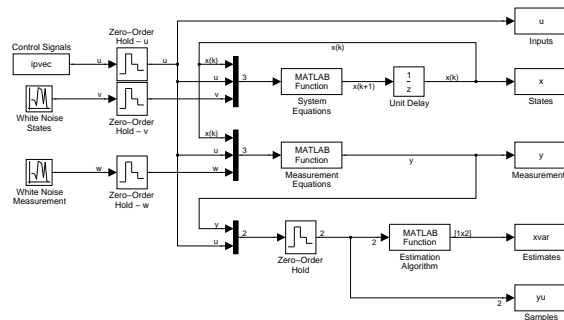 Zero−Order
Hold − u
Control Signals
ipvec
u
u
u
Inputs
x(k)
White Noise
States
v
Zero−Order
Hold − v
x(k)
u
v
3
MATLAB
Function
System
Equations
x(k+1)
1
z
Unit Delay
x(k)
x
States
White Noise
Measurement
w
Zero−Order
Hold − w
x(k)
u
w
3
MATLAB
Function
Measurement
Equations
y
y
Measurement
y
u
2
Zero−Order
Hold
2
2
MATLAB
Function
Estimation
Algorithm
[1x2]
xvar
Estimates
2
yu
Samples